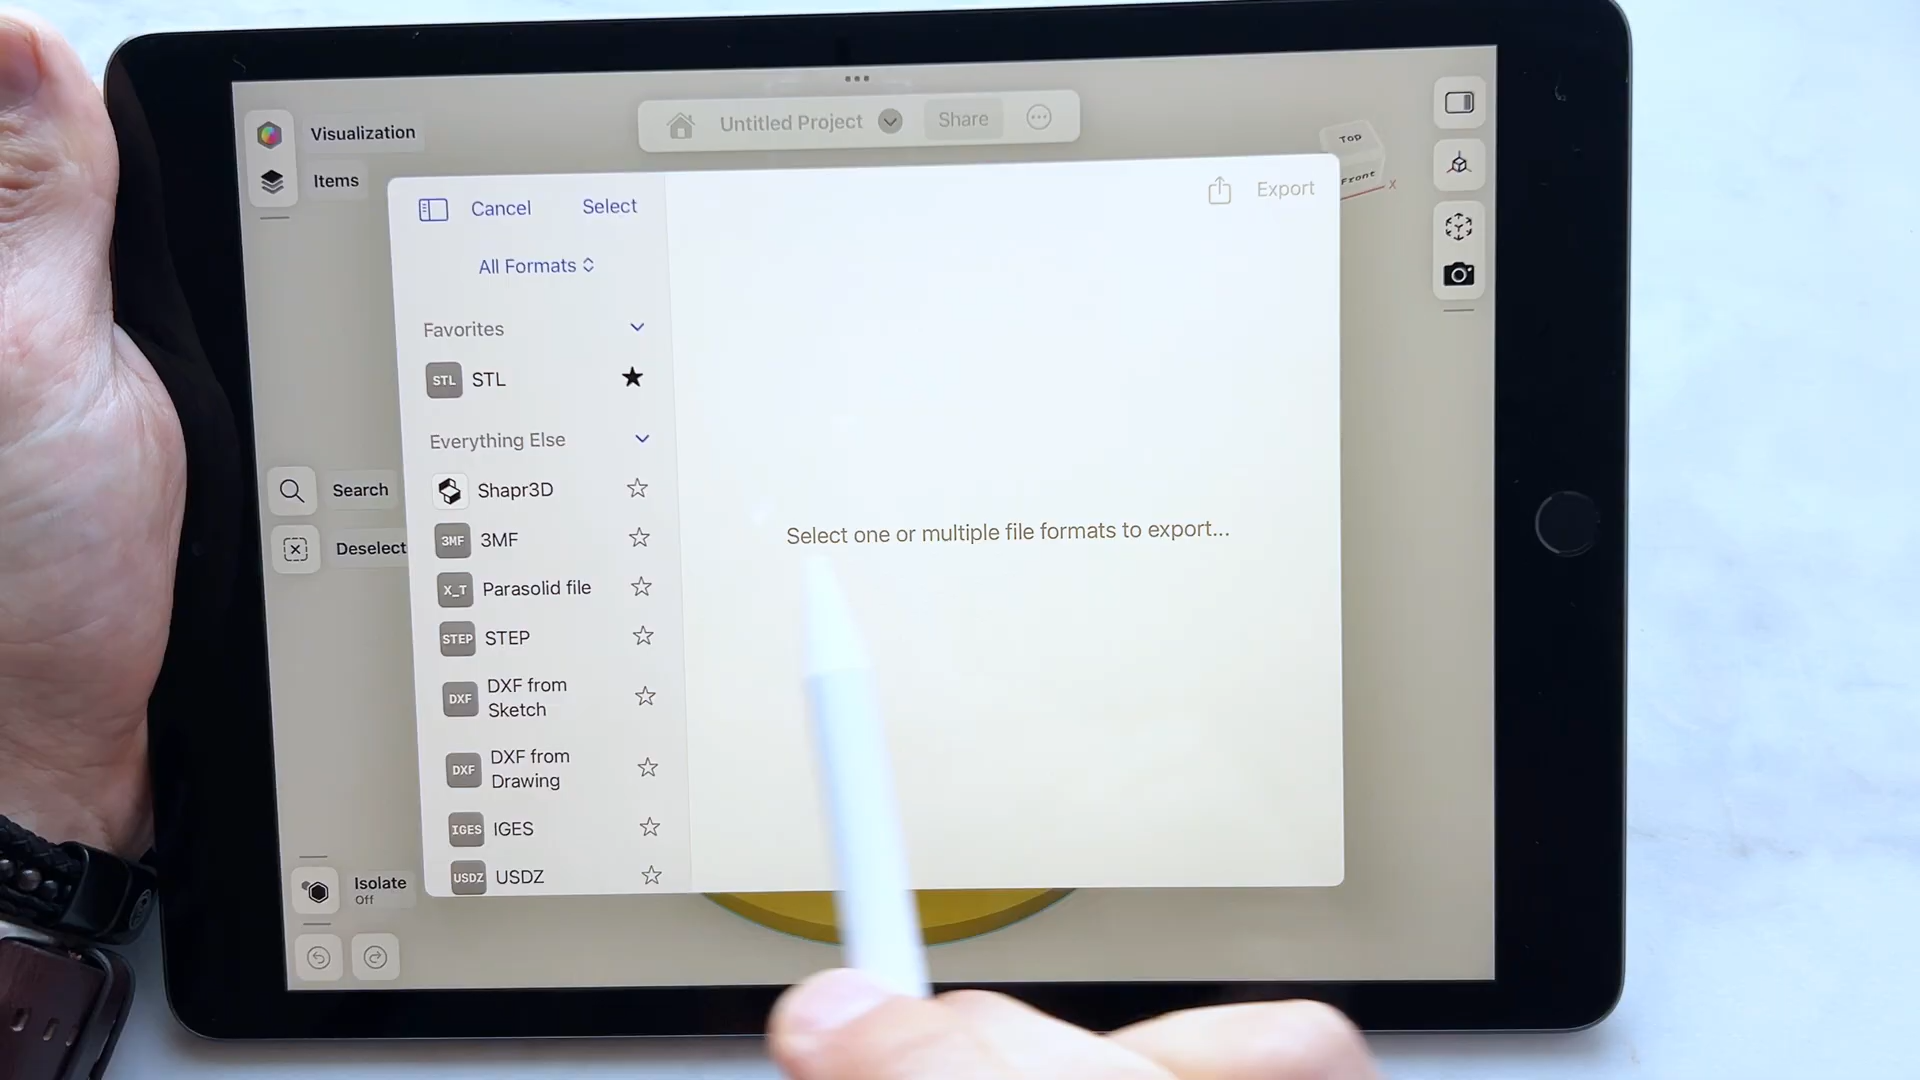 Visualization
Items
Untitled Project
Share
Top
Front
X
Cancel
Select
Export
All Formats
Favorites
STL STL
Everything Else
Shapr3D
3MF 3MF
X_T Parasolid file
STEP STEP
DXF DXF from
Sketch
DXF DXF from
Drawing
IGES IGES
USDZ USDZ
Select one or multiple file formats to export...
Search
Deselect
Isolate
Off